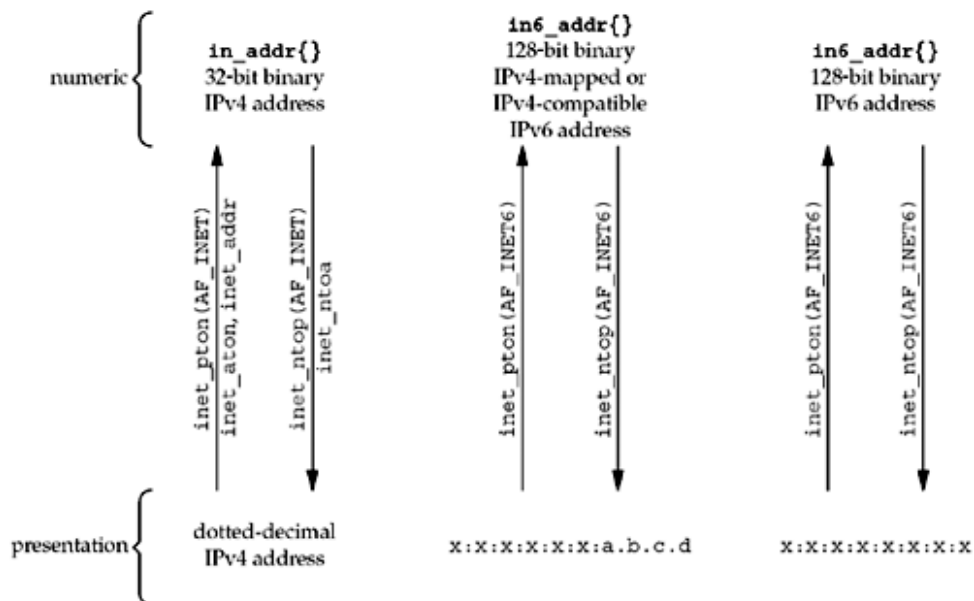 numeric
in_addr{}
32-bit binary
IPv4 address
in6_addr{}
128-bit binary
IPv4-mapped or
IPv4-compatible
IPv6 address
in6_addr{}
128-bit binary
IPv6 address
inet_pton(AF_INET)
inet_aton,inet_addr
inet_ntop(AF_INET)
inet_ntoa
inet_pton(AF_INET6)
inet_ntop(AF_INET6)
inet_pton(AF_INET6)
inet_ntop(AF_INET6)
presentation
dotted-decimal
IPv4 address
x:x:x:x:x:x:a.b.c.d
x:x:x:x:x:x:x:x